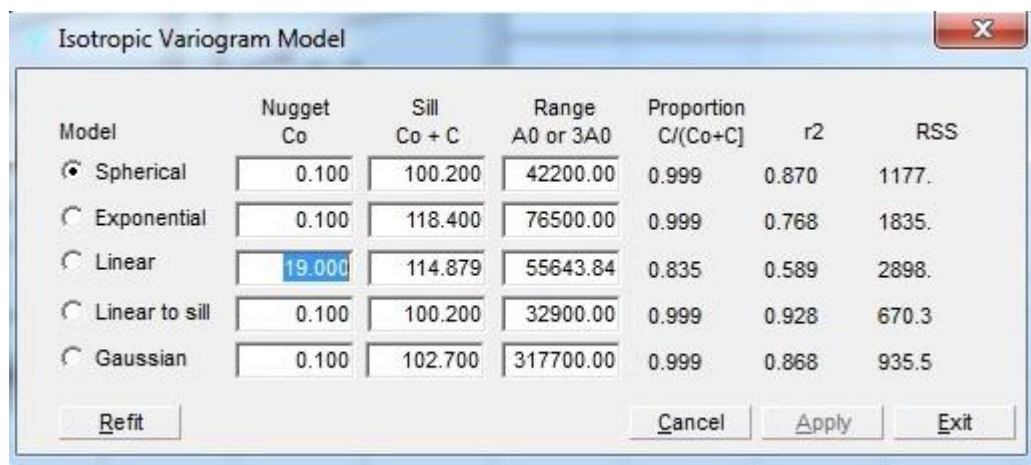 Isotropic Variogram Model
Nugget Sill Range Proportion
Model Co Co + C A0 or 3A0 C/(Co+C] r2 RSS
Spherical 0.100 100.200 42200.00 0.999 0.870 1177.
Exponential 0.100 118.400 76500.00 0.999 0.768 1835.
Linear 19.000 114.879 55643.84 0.835 0.589 2898.
Linear to sill 0.100 100.200 32900.00 0.999 0.928 670.3
Gaussian 0.100 102.700 317700.00 0.999 0.868 935.5
Refit Cancel Apply Exit